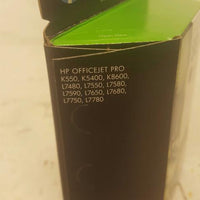 HP OFFICEJET PRO
K550, K5400, K8600,
L7480, L7550, L7580,
L7590, L7650, L7680,
L7750, L7780